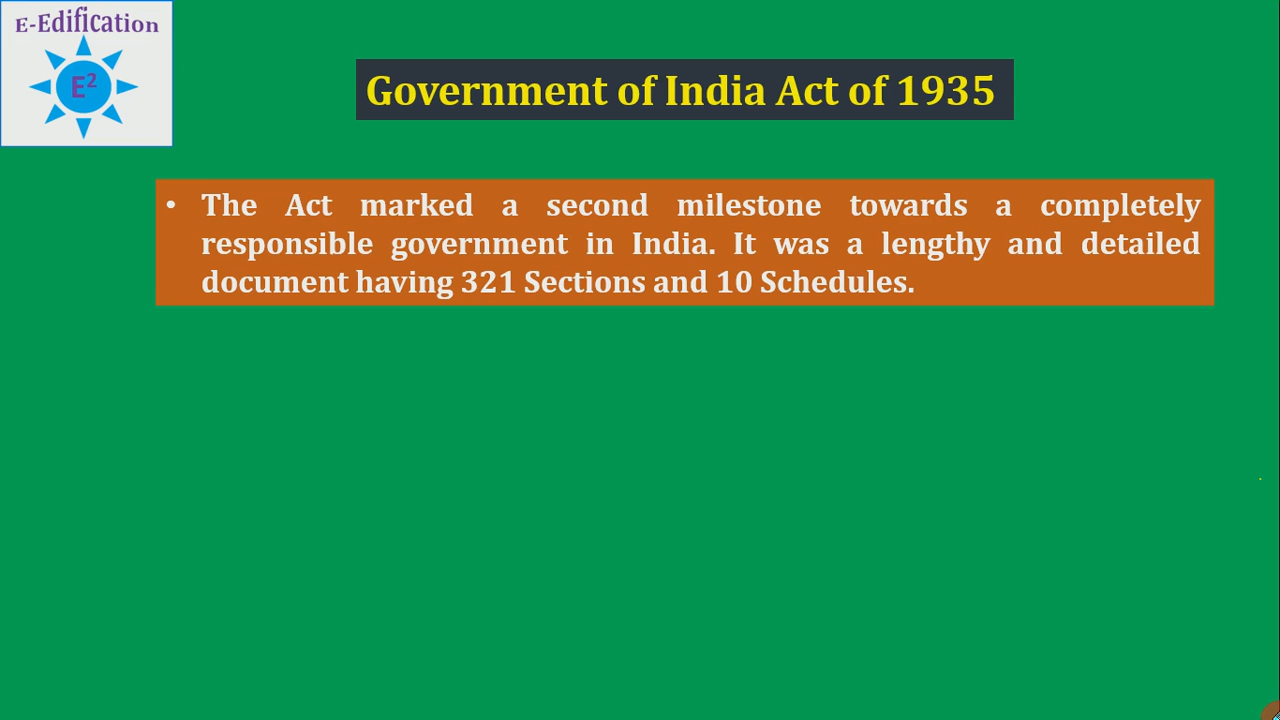 E-Edification
E²
Government of India Act of 1935
• The Act marked a second milestone towards a completely
responsible government in India. It was a lengthy and detailed
document having 321 Sections and 10 Schedules.